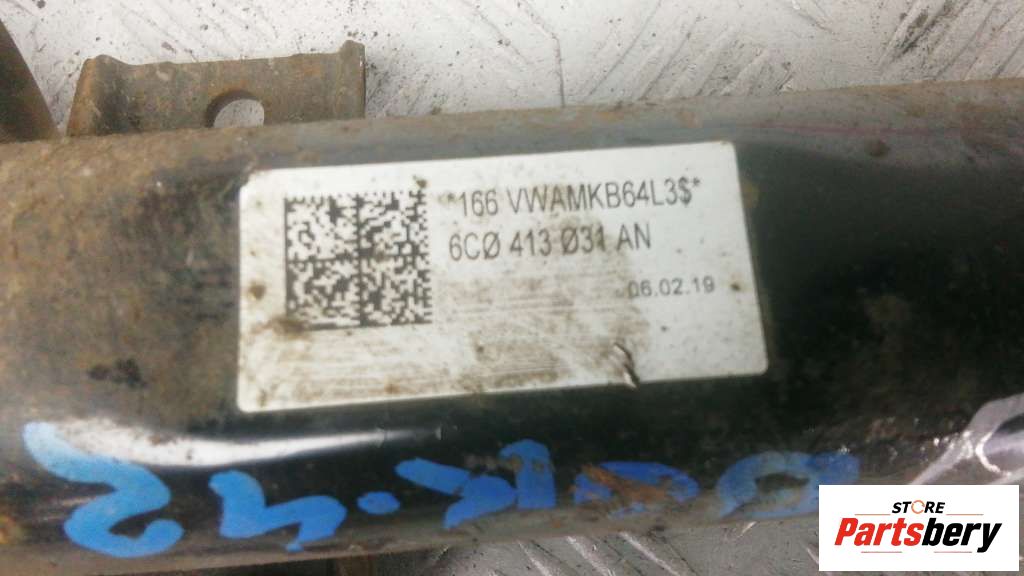 *166 VWAMKB64L3$*
6CØ 413 Ø31 AN
06.02.19
STORE
Partsbery